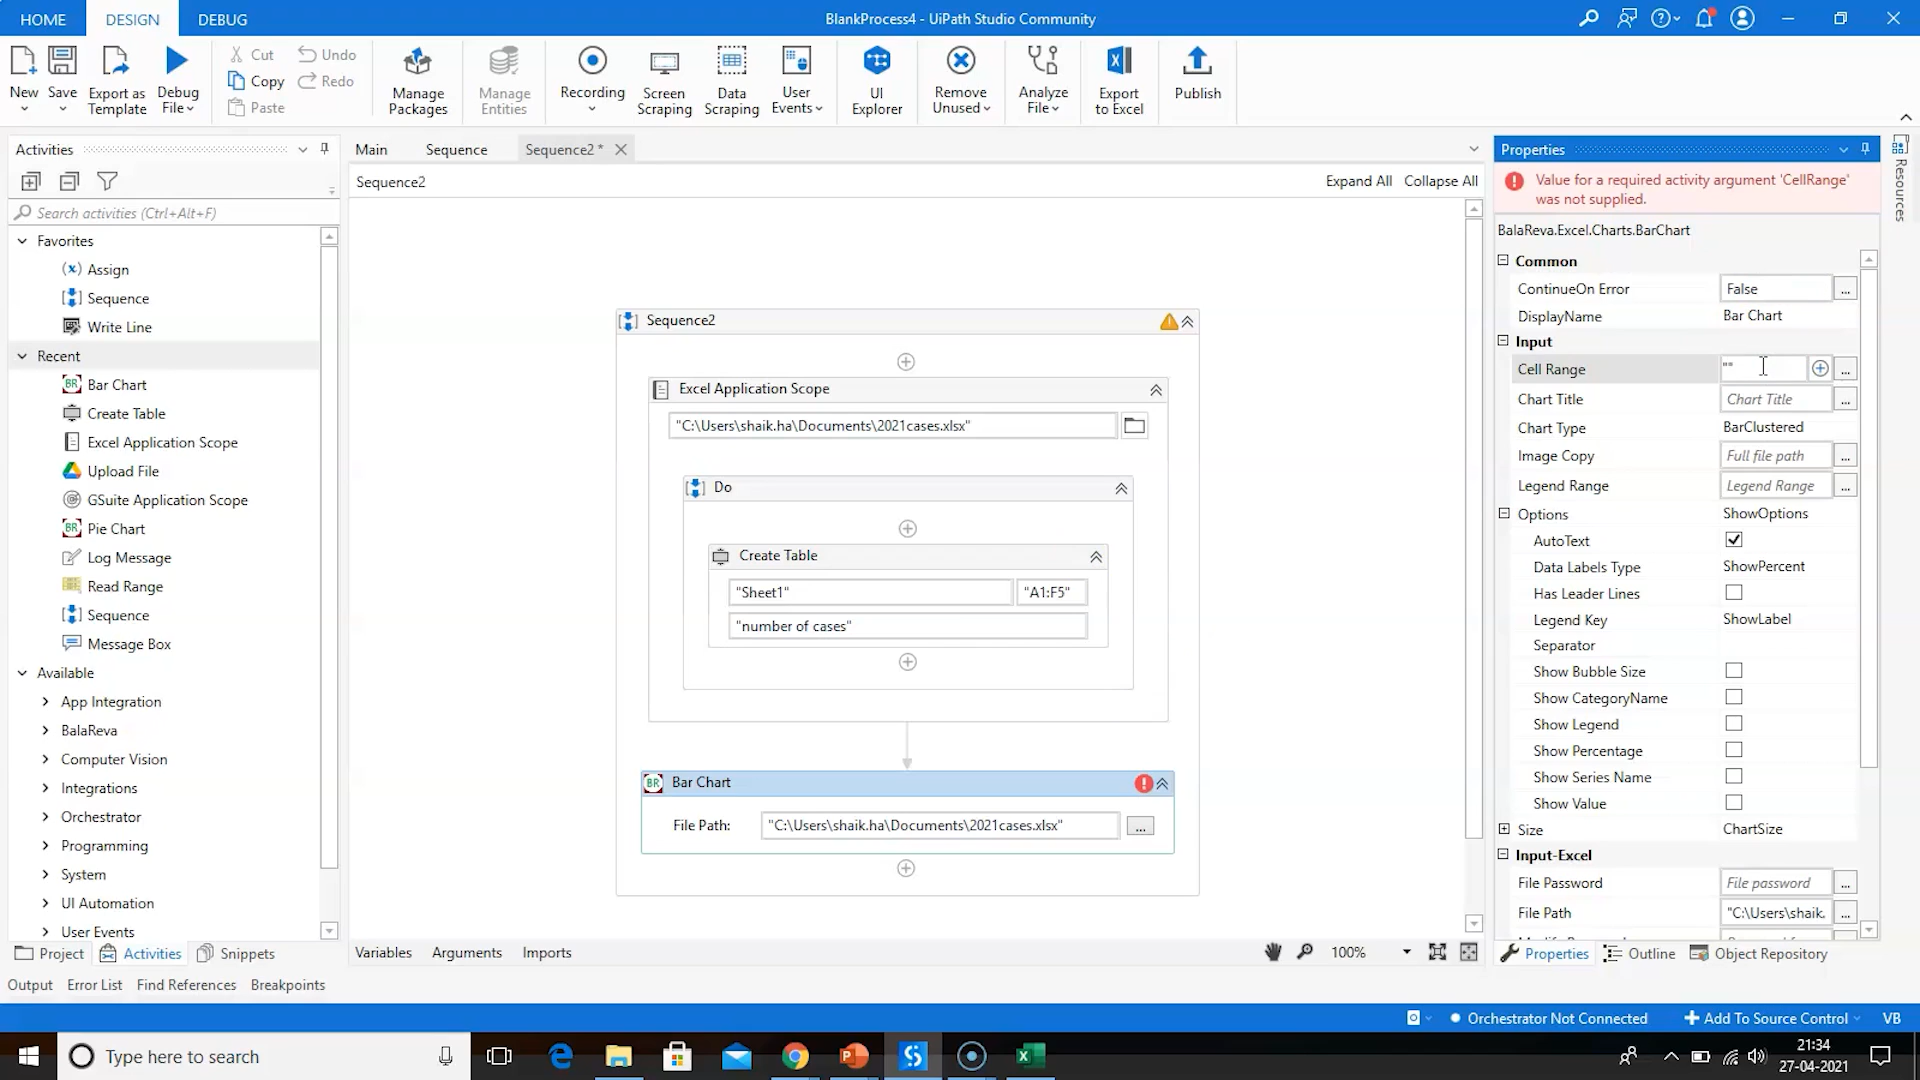 HOME DESIGN DEBUG
BlankProcess4 - UiPath Studio Community
New
Save
Export as
Template
Debug
File
Cut
Copy
Paste
Undo
Redo
Manage
Packages
Manage
Entities
Recording
Screen
Scraping
Data
Scraping
User
Events
UI
Explorer
Remove
Unused
Analyze
File
Export
to Excel
Publish
Activities
Search activities (Ctrl+Alt+F)
Favorites
Assign
Sequence
Write Line
Recent
Bar Chart
Create Table
Excel Application Scope
Upload File
GSuite Application Scope
Pie Chart
Log Message
Read Range
Sequence
Message Box
Available
App Integration
BalaReva
Computer Vision
Integrations
Orchestrator
Programming
System
UI Automation
User Events
Project Activities Snippets
Main Sequence Sequence2 *
Sequence2
Expand All Collapse All
Sequence2
Excel Application Scope
"C:\Users\shaik.ha\Documents\2021cases.xlsx"
Do
Create Table
"Sheet1" "A1:F5"
"number of cases"
BR Bar Chart
File Path: "C:\Users\shaik.ha\Documents\2021cases.xlsx" ...
Variables Arguments Imports
100%
Properties
Value for a required activity argument 'CellRange'
was not supplied.
BalaReva.Excel.Charts.BarChart
Common
ContinueOn Error False ...
DisplayName Bar Chart
Input
Cell Range "" ...
Chart Title Chart Title ...
Chart Type BarClustered
Image Copy Full file path ...
Legend Range Legend Range ...
Options ShowOptions
AutoText
Data Labels Type ShowPercent
Has Leader Lines
Legend Key ShowLabel
Separator
Show Bubble Size
Show CategoryName
Show Legend
Show Percentage
Show Series Name
Show Value
Size ChartSize
Input-Excel
File Password File password ...
File Path "C:\Users\shaik. ...
Properties Outline Object Repository
Resources
Output Error List Find References Breakpoints
Orchestrator Not Connected Add To Source Control VB
Type here to search
21:34
27-04-2021